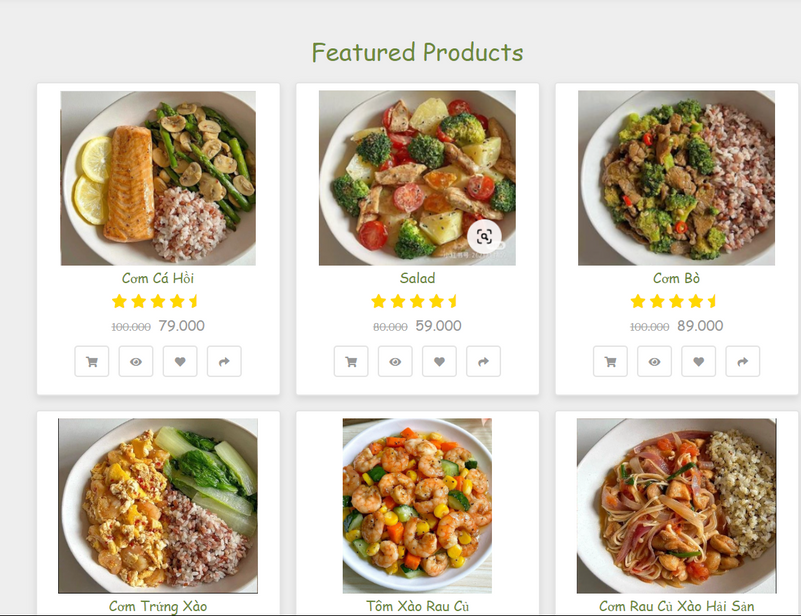 Featured Products
Cơm Cá Hồi
Salad
Cơm Bò
100.000 79.000
80.000 59.000
100.000 89.000
Cơm Trứng Xào
Tôm Xào Rau Củ
Cơm Rau Củ Xào Hải Sản